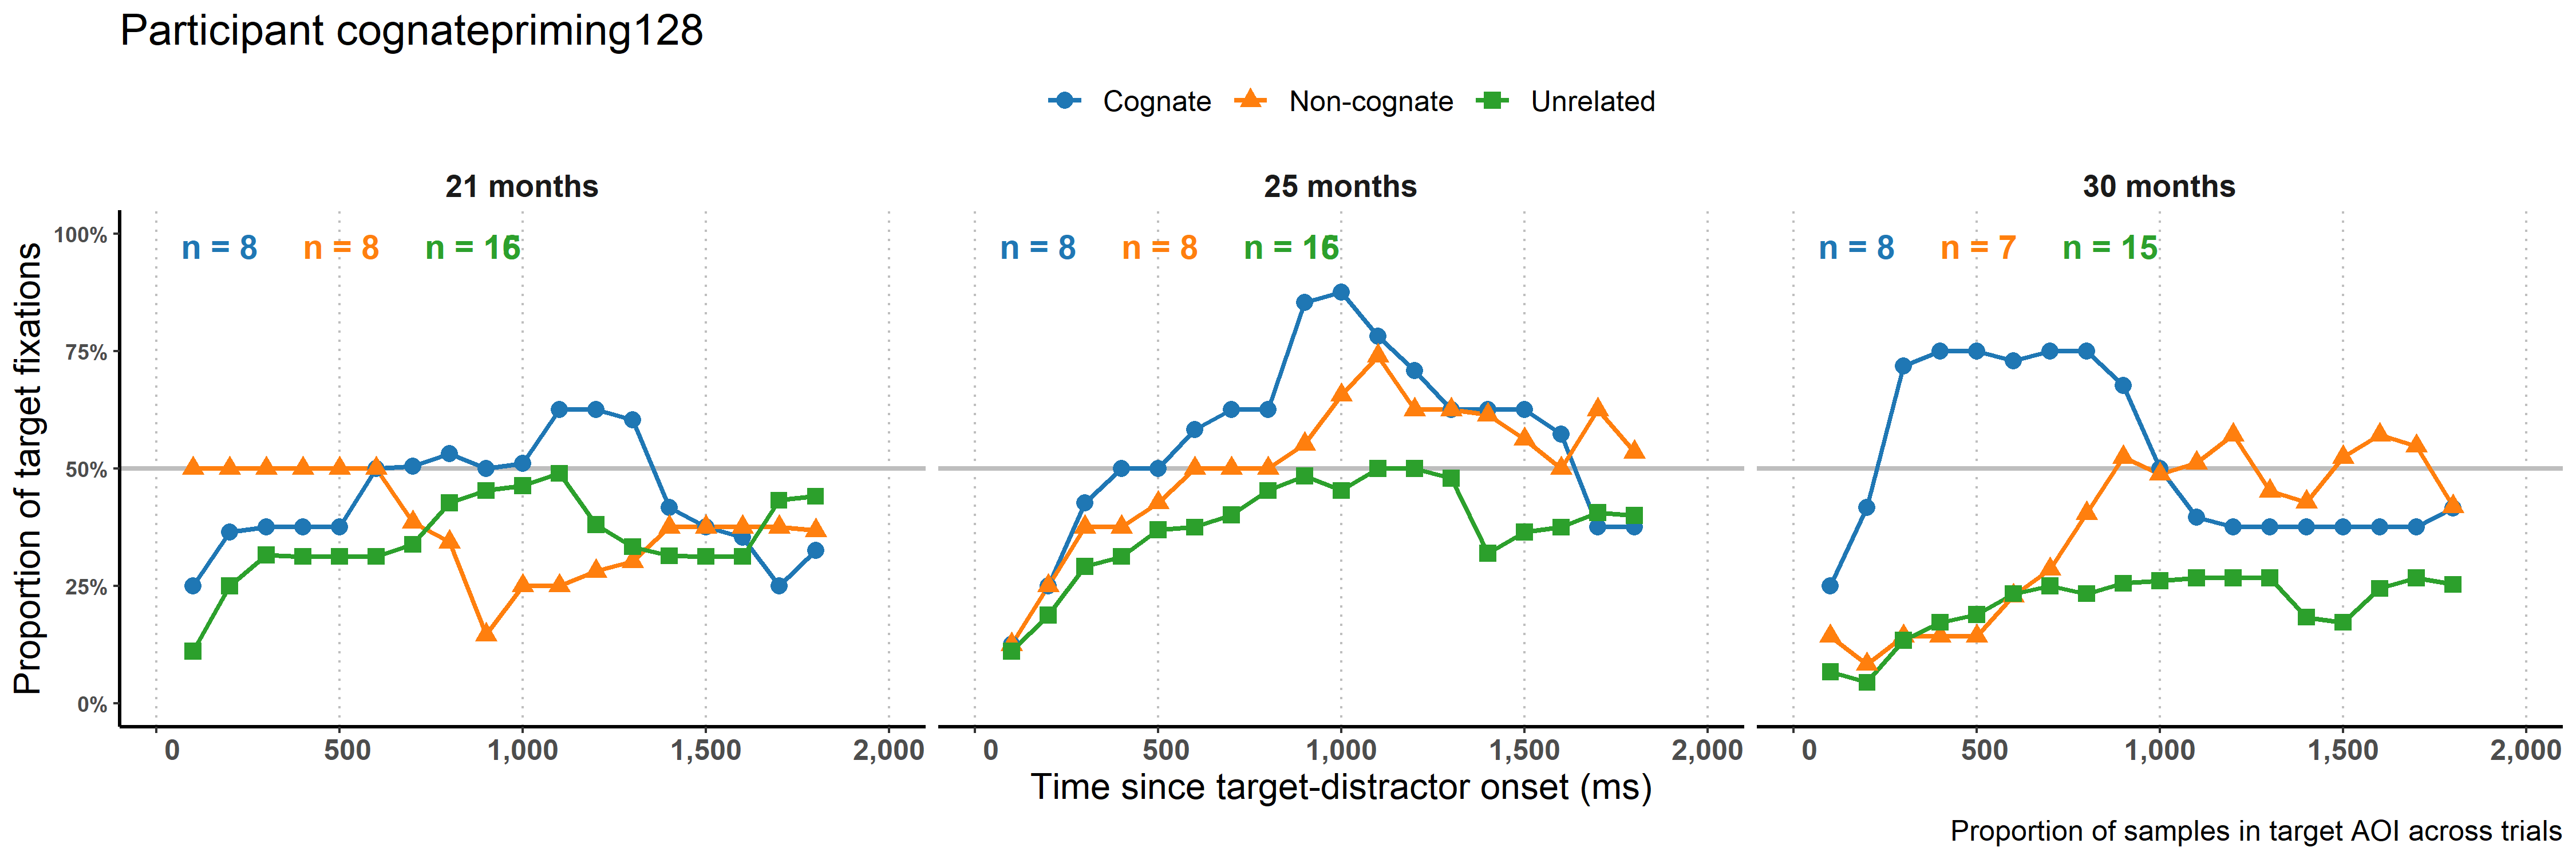 Participant cognatepriming128
Cognate Non-cognate Unrelated
21 months 25 months 30 months
n = 8 n = 8 n = 16 n = 8 n = 8 n = 16 n = 8 n = 7 n = 15
100%
75%
50%
25%
0%
Proportion of target fixations
0 500 1,000 1,500 2,000 0 500 1,000 1,500 2,000 0 500 1,000 1,500 2,000
Time since target-distractor onset (ms)
Proportion of samples in target AOI across trials